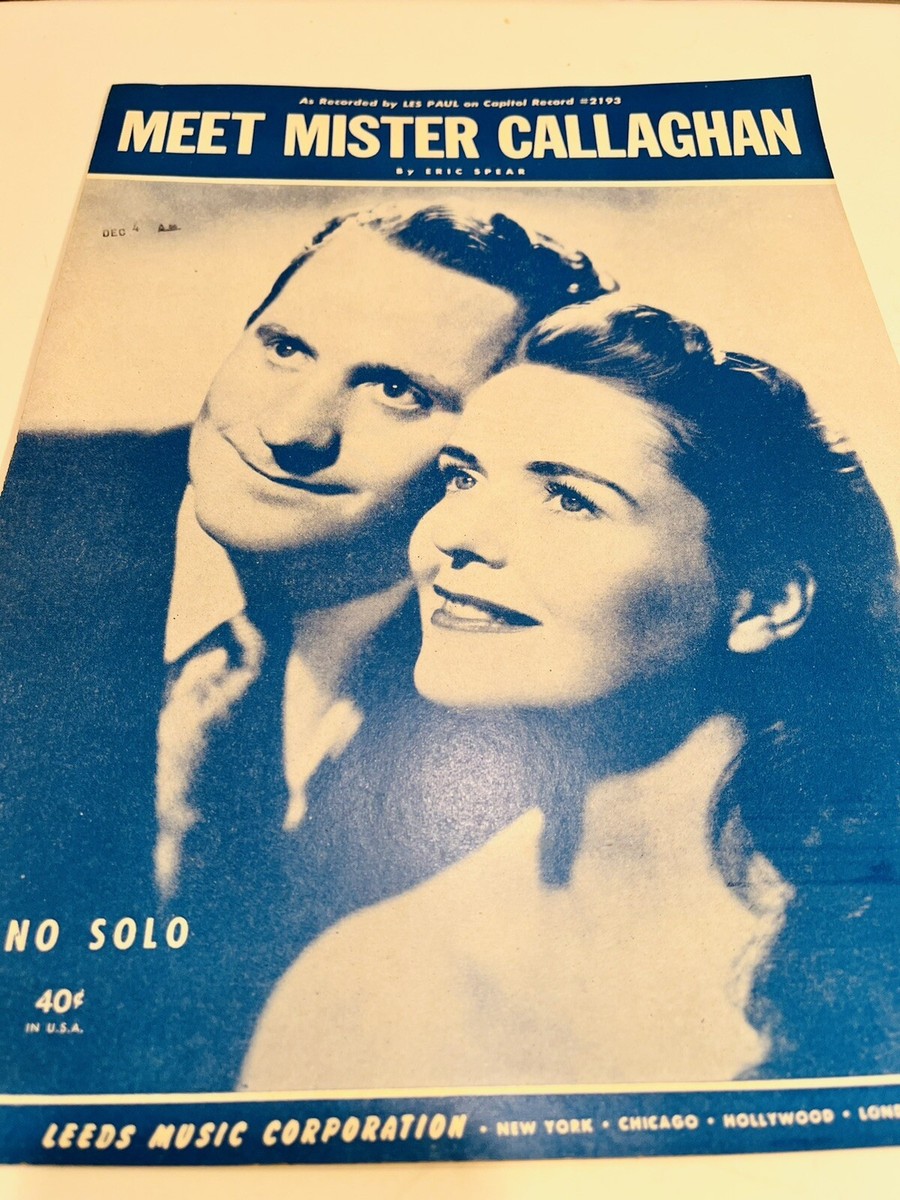 As Recorded by LES PAUL on Capitol Record #2193
MEET MISTER CALLAGHAN
By ERIC SPEAR
DEC 4 A.M.
NO SOLO
40¢
IN U.S.A.
LEEDS MUSIC CORPORATION • NEW YORK • CHICAGO • HOLLYWOOD • LON